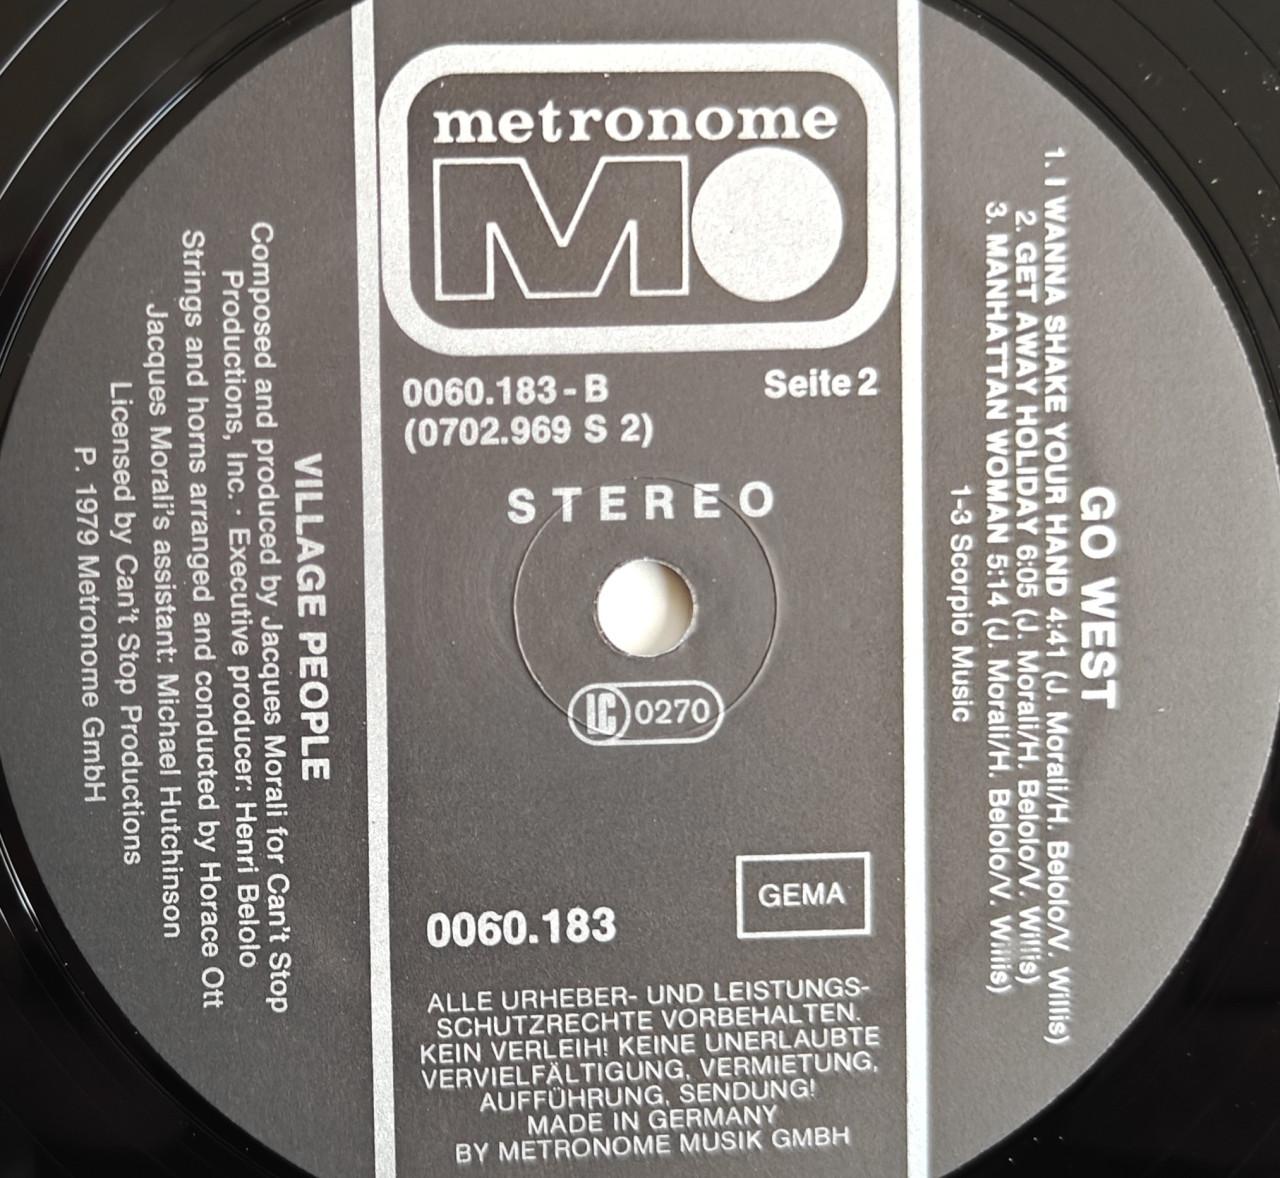 metronome
MO
0060.183-B
Seite 2
(0702.969 S 2)
STEREO
LC 0270
0060.183
GEMA
ALLE URHEBER- UND LEISTUNGS-
SCHUTZRECHTE VORBEHALTEN.
KEIN VERLEIH! KEINE UNERLAUBTE
VERVIELFÄLTIGUNG, VERMIETUNG,
AUFFÜHRUNG, SENDUNG!
MADE IN GERMANY
BY METRONOME MUSIK GMBH
GO WEST
1. I WANNA SHAKE YOUR HAND 4:41 (J. Morali/H. Belolo/V. Willis)
2. GET AWAY HOLIDAY 6:05 (J. Morali/H. Belolo/V. Willis)
3. MANHATTAN WOMAN 5:14 (J. Morali/H. Belolo/V. Willis)
1-3 Scorpio Music
VILLAGE PEOPLE
Composed and produced by Jacques Morali for Can't Stop
Productions, Inc. · Executive producer: Henri Belolo
Strings and horns arranged and conducted by Horace Ott
Jacques Morali's assistant: Michael Hutchinson
Licensed by Can't Stop Productions
P. 1979 Metronome GmbH